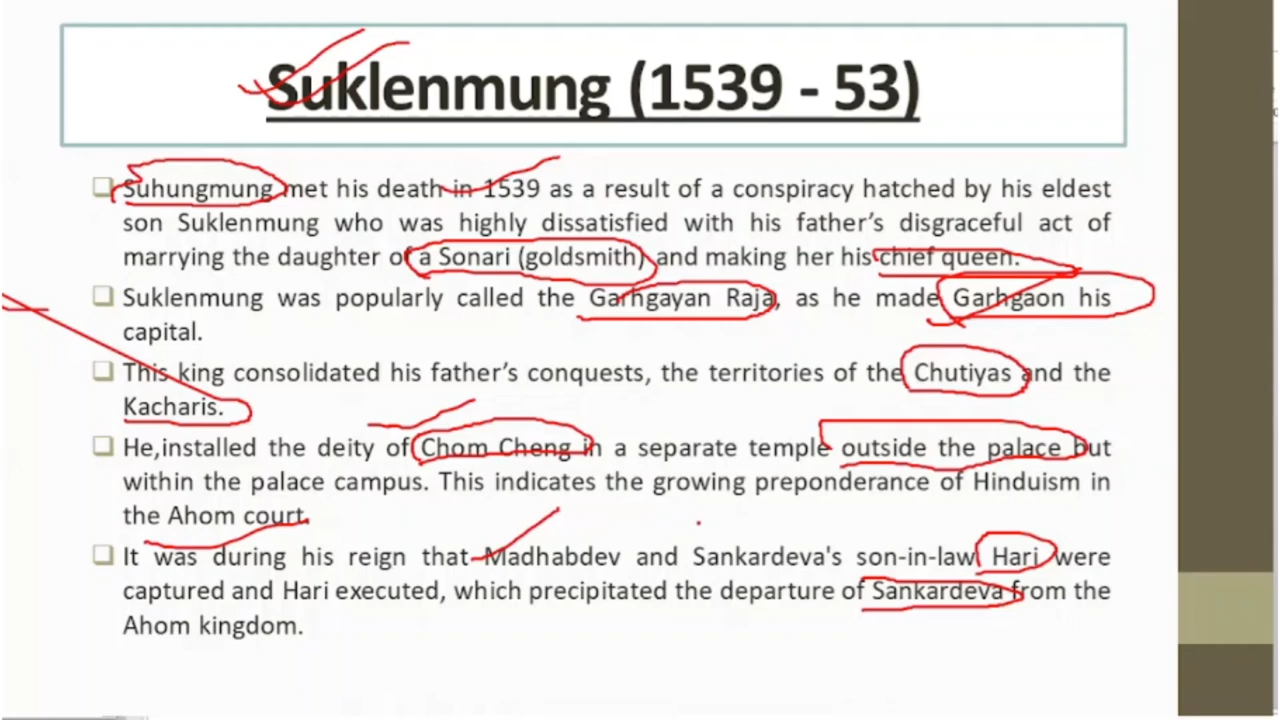 Suklenmung (1539 - 53)
❑ Suhungmung met his death in 1539 as a result of a conspiracy hatched by his eldest
son Suklenmung who was highly dissatisfied with his father's disgraceful act of
marrying the daughter of a Sonari (goldsmith) and making her his chief queen.
❑ Suklenmung was popularly called the Garhgayan Raja, as he made Garhgaon his
capital.
❑ This king consolidated his father's conquests, the territories of the Chutiyas and the
Kacharis.
❑ He,installed the deity of Chom Cheng in a separate temple outside the palace but
within the palace campus. This indicates the growing preponderance of Hinduism in
the Ahom court.
❑ It was during his reign that Madhabdev and Sankardeva's son-in-law Hari were
captured and Hari executed, which precipitated the departure of Sankardeva from the
Ahom kingdom.